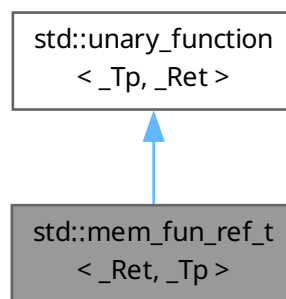 std::unary_function
< _Tp, _Ret >
std::mem_fun_ref_t
< _Ret, _Tp >